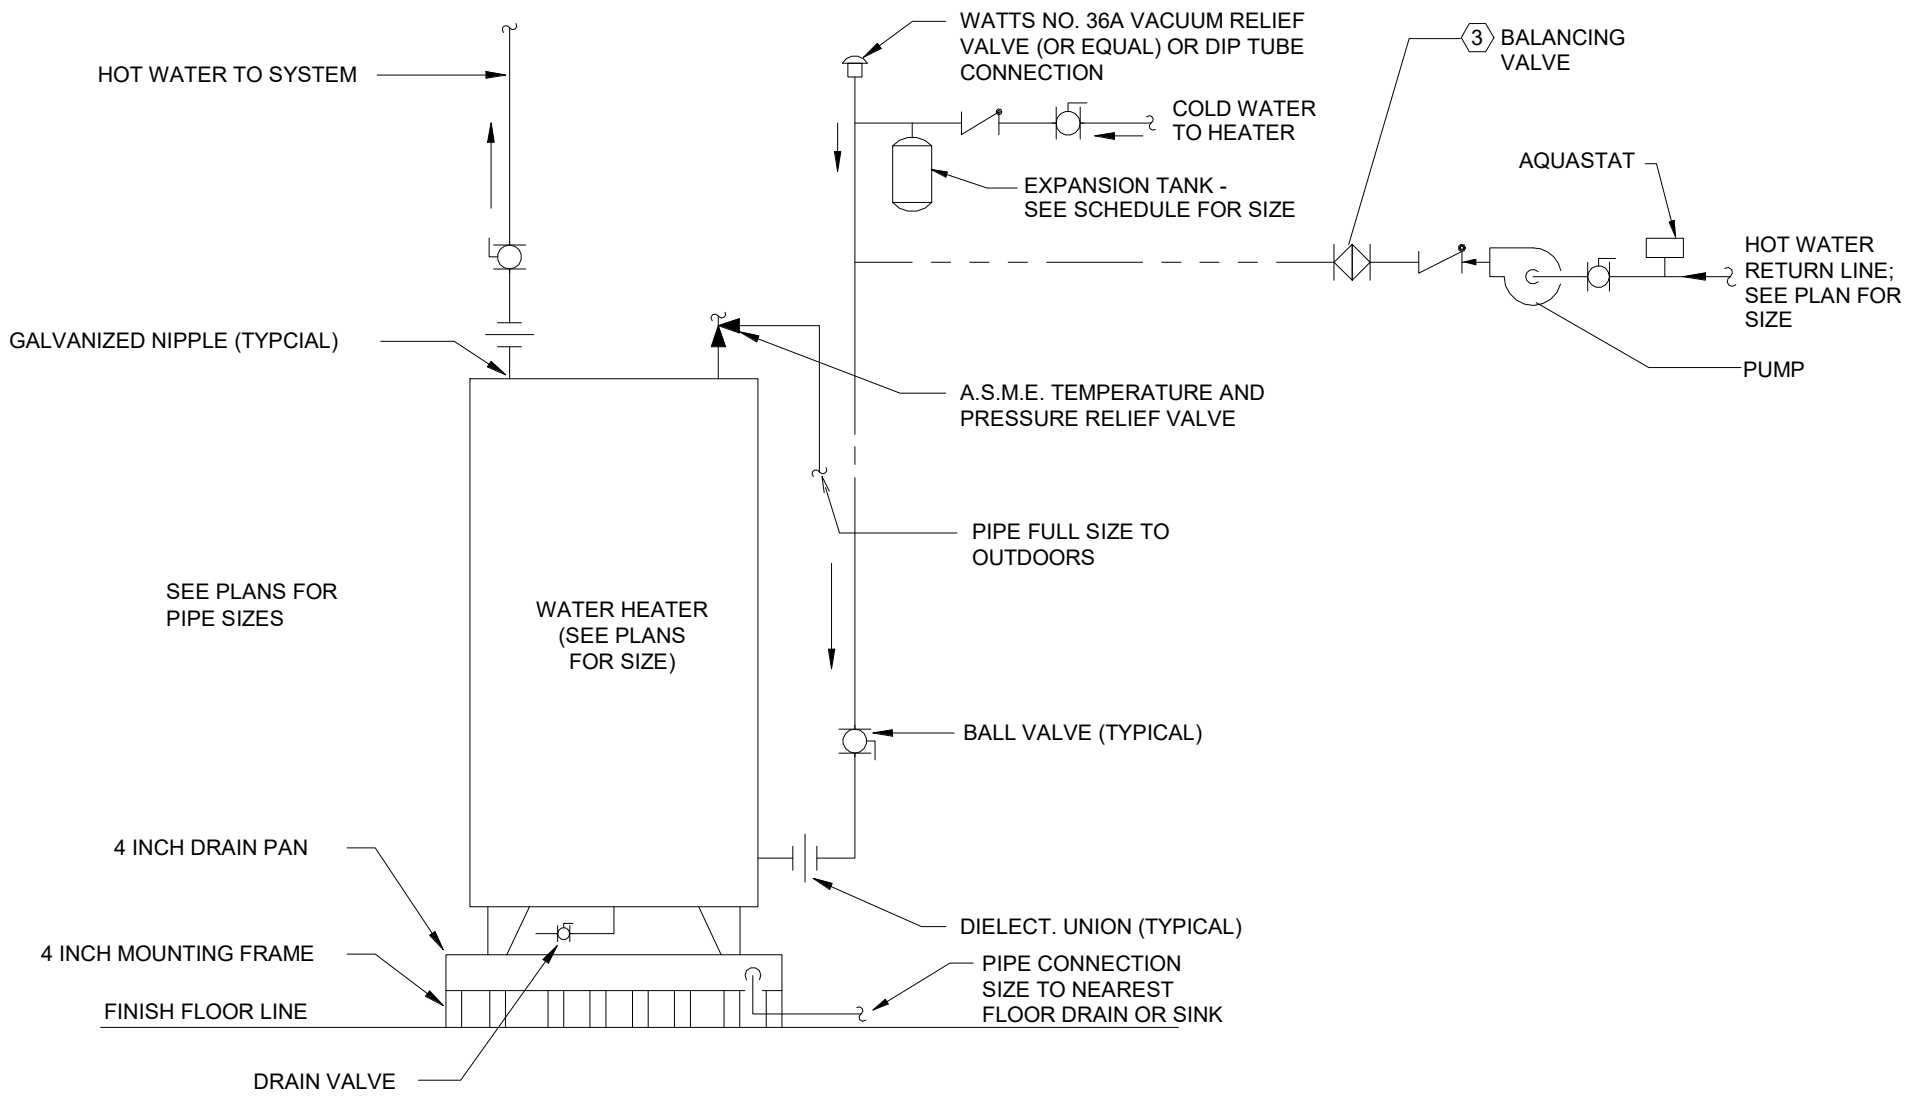 WATTS NO. 36A VACUUM RELIEF
VALVE (OR EQUAL) OR DIP TUBE
CONNECTION
3 BALANCING
VALVE
HOT WATER TO SYSTEM
COLD WATER
TO HEATER
AQUASTAT
EXPANSION TANK -
SEE SCHEDULE FOR SIZE
HOT WATER
RETURN LINE;
SEE PLAN FOR
SIZE
GALVANIZED NIPPLE (TYPCIAL)
PUMP
A.S.M.E. TEMPERATURE AND
PRESSURE RELIEF VALVE
PIPE FULL SIZE TO
OUTDOORS
SEE PLANS FOR
PIPE SIZES
WATER HEATER
(SEE PLANS
FOR SIZE)
BALL VALVE (TYPICAL)
4 INCH DRAIN PAN
DIELECT. UNION (TYPICAL)
4 INCH MOUNTING FRAME
PIPE CONNECTION
SIZE TO NEAREST
FLOOR DRAIN OR SINK
FINISH FLOOR LINE
DRAIN VALVE